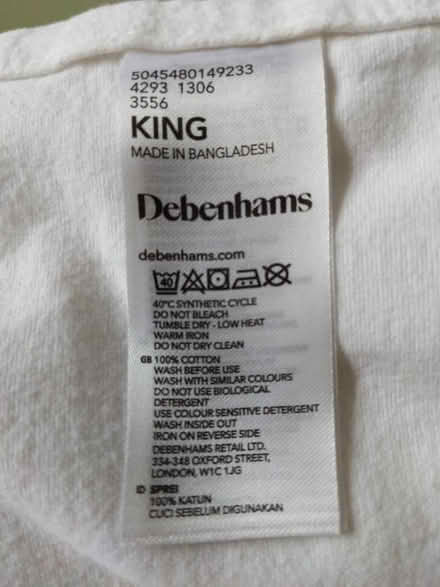 5045480149233
4293 1306
3556
KING
MADE IN BANGLADESH
Debenhams
debenhams.com
40
40°C SYNTHETIC CYCLE
DO NOT BLEACH
TUMBLE DRY - LOW HEAT
WARM IRON
DO NOT DRY CLEAN
GB 100% COTTON
WASH BEFORE USE
WASH WITH SIMILAR COLOURS
DO NOT USE BIOLOGICAL
DETERGENT
USE COLOUR SENSITIVE DETERGENT
WASH INSIDE OUT
IRON ON REVERSE SIDE
DEBENHAMS RETAIL LTD.
334-348 OXFORD STREET,
LONDON, W1C 1JG
ID SPREI
100% KATUN
CUCI SEBELUM DIGUNAKAN